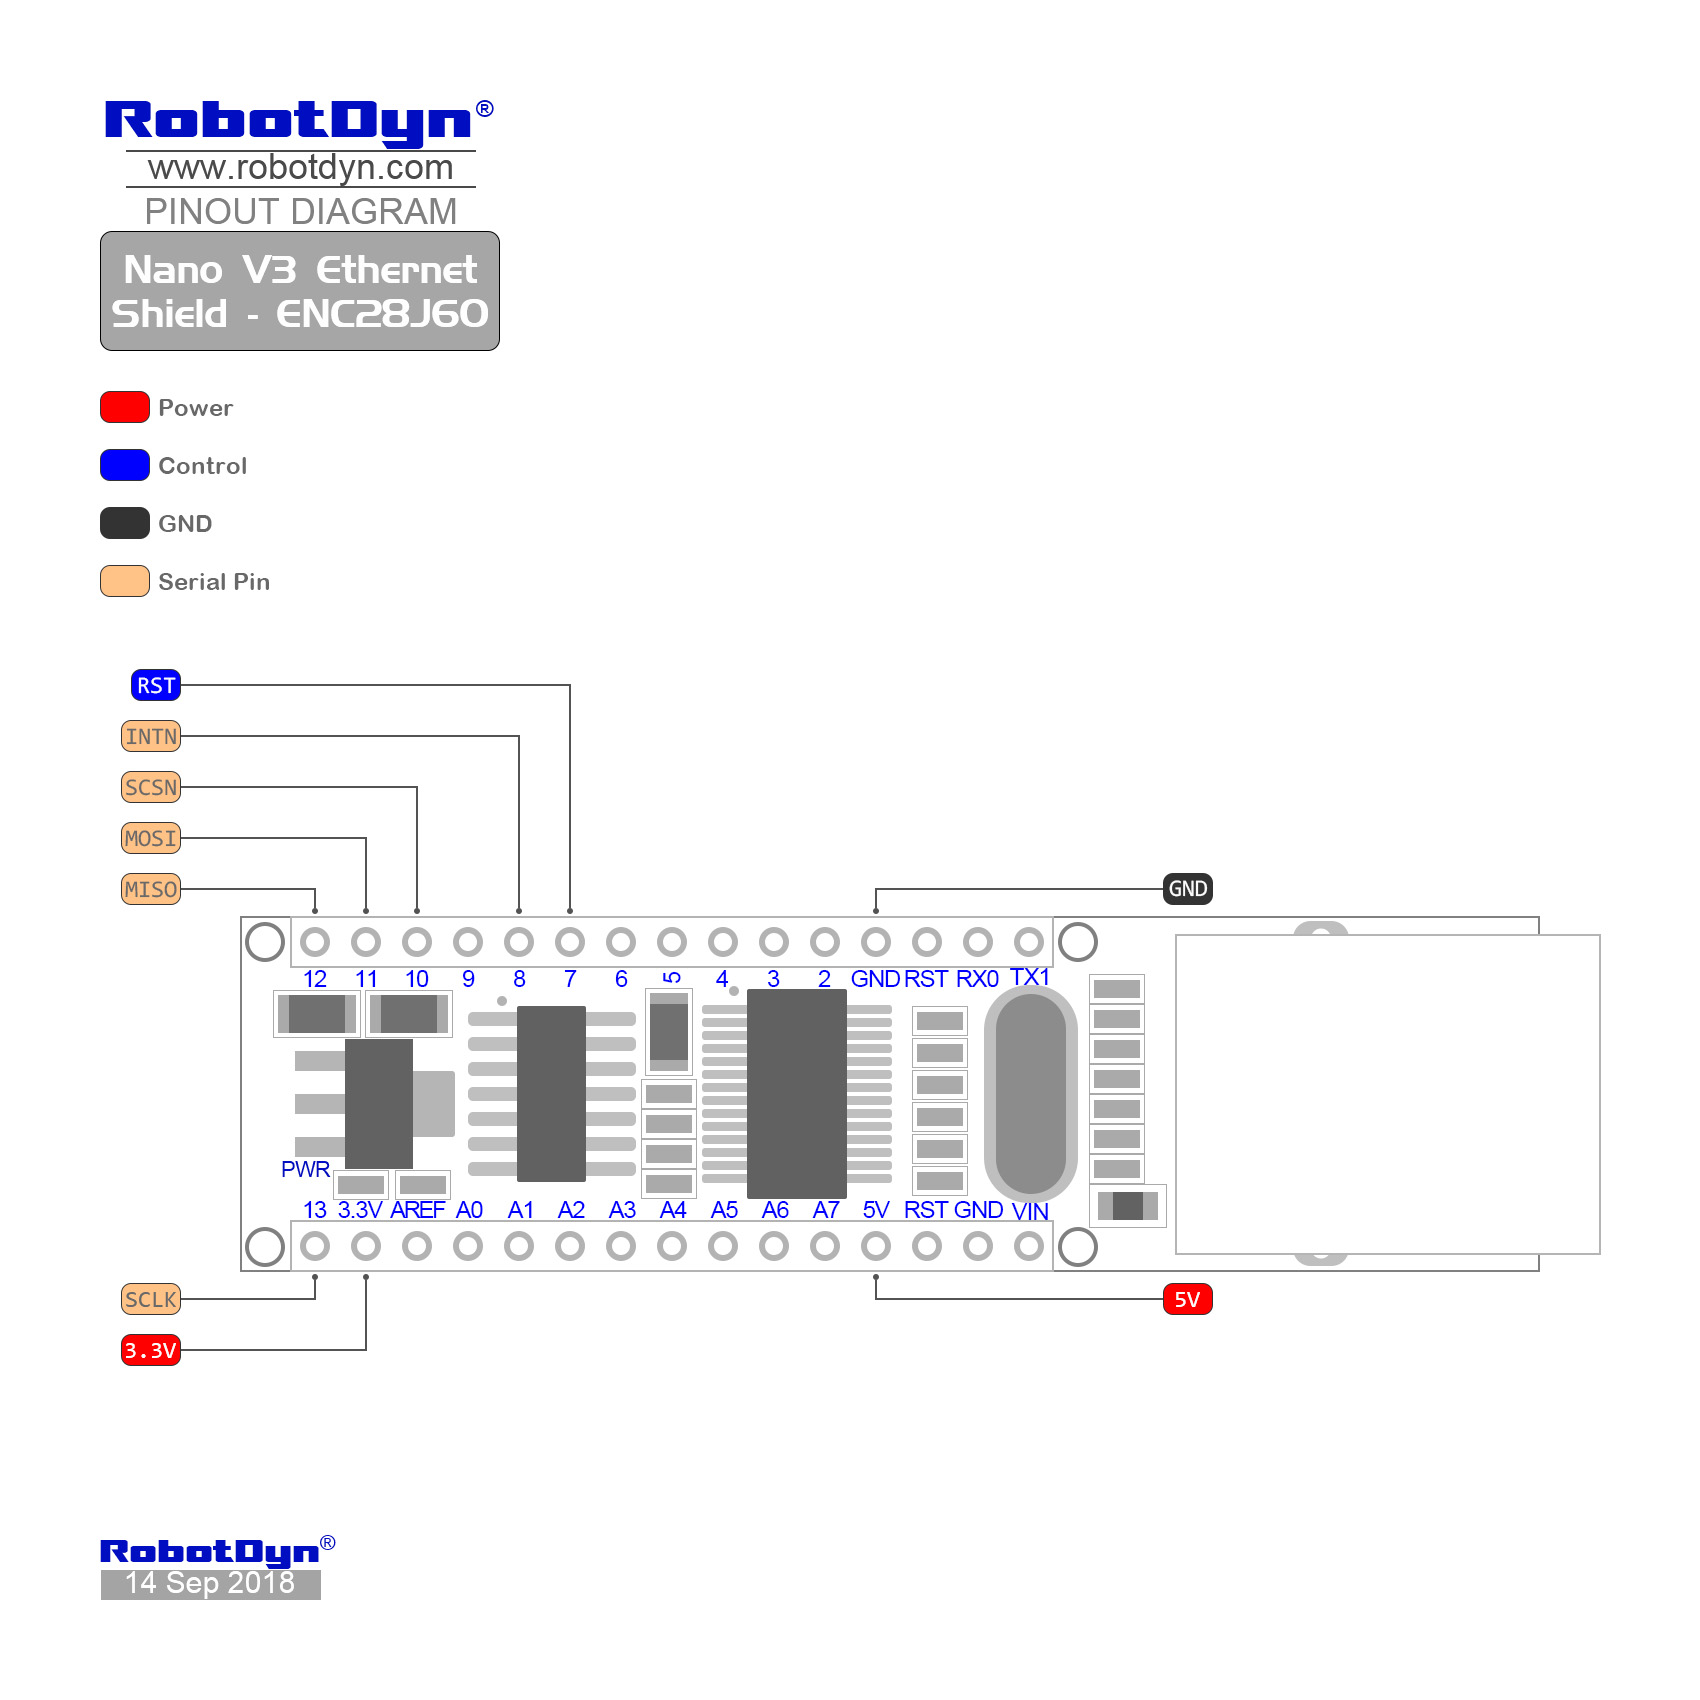 RobotDyn®
www.robotdyn.com
PINOUT DIAGRAM
Nano V3 Ethernet
Shield - ENC28J60
Power
Control
GND
Serial Pin
RST
INTN
SCSN
MOSI
MISO
GND
12 11 10 9 8 7 6 5 4 3 2 GND RST RX0 TX1
PWR
13 3.3V AREF A0 A1 A2 A3 A4 A5 A6 A7 5V RST GND VIN
SCLK
5V
3.3V
RobotDyn®
14 Sep 2018